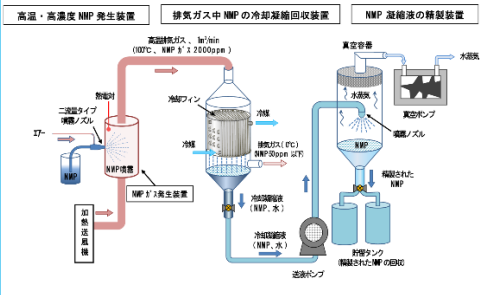 高温・高濃度 NMP 発生装置
排気ガス中 NMP の冷却凝縮回収装置
NMP 凝縮液の精製装置
高温排気ガス 、 1m³/min
(100℃ 、 NMP ガス 2000ppm)
熱電対
二流量タイプ
噴霧ノズル
ｴｱｰ
NMP
NMP噴霧
NMP ガス発生装置
加熱送風機
冷却フィン
冷媒
冷媒
排気ガス( 0℃)
(NMP50ppm 以下)
冷却凝縮液
(NMP、水)
冷却凝縮液
(NMP、水)
送液ポンプ
真空容器
水蒸気
水蒸気
真空ポンプ
噴霧ノズル
NMP
精製された
NMP
貯留タンク
(精製されたNMPの回収)